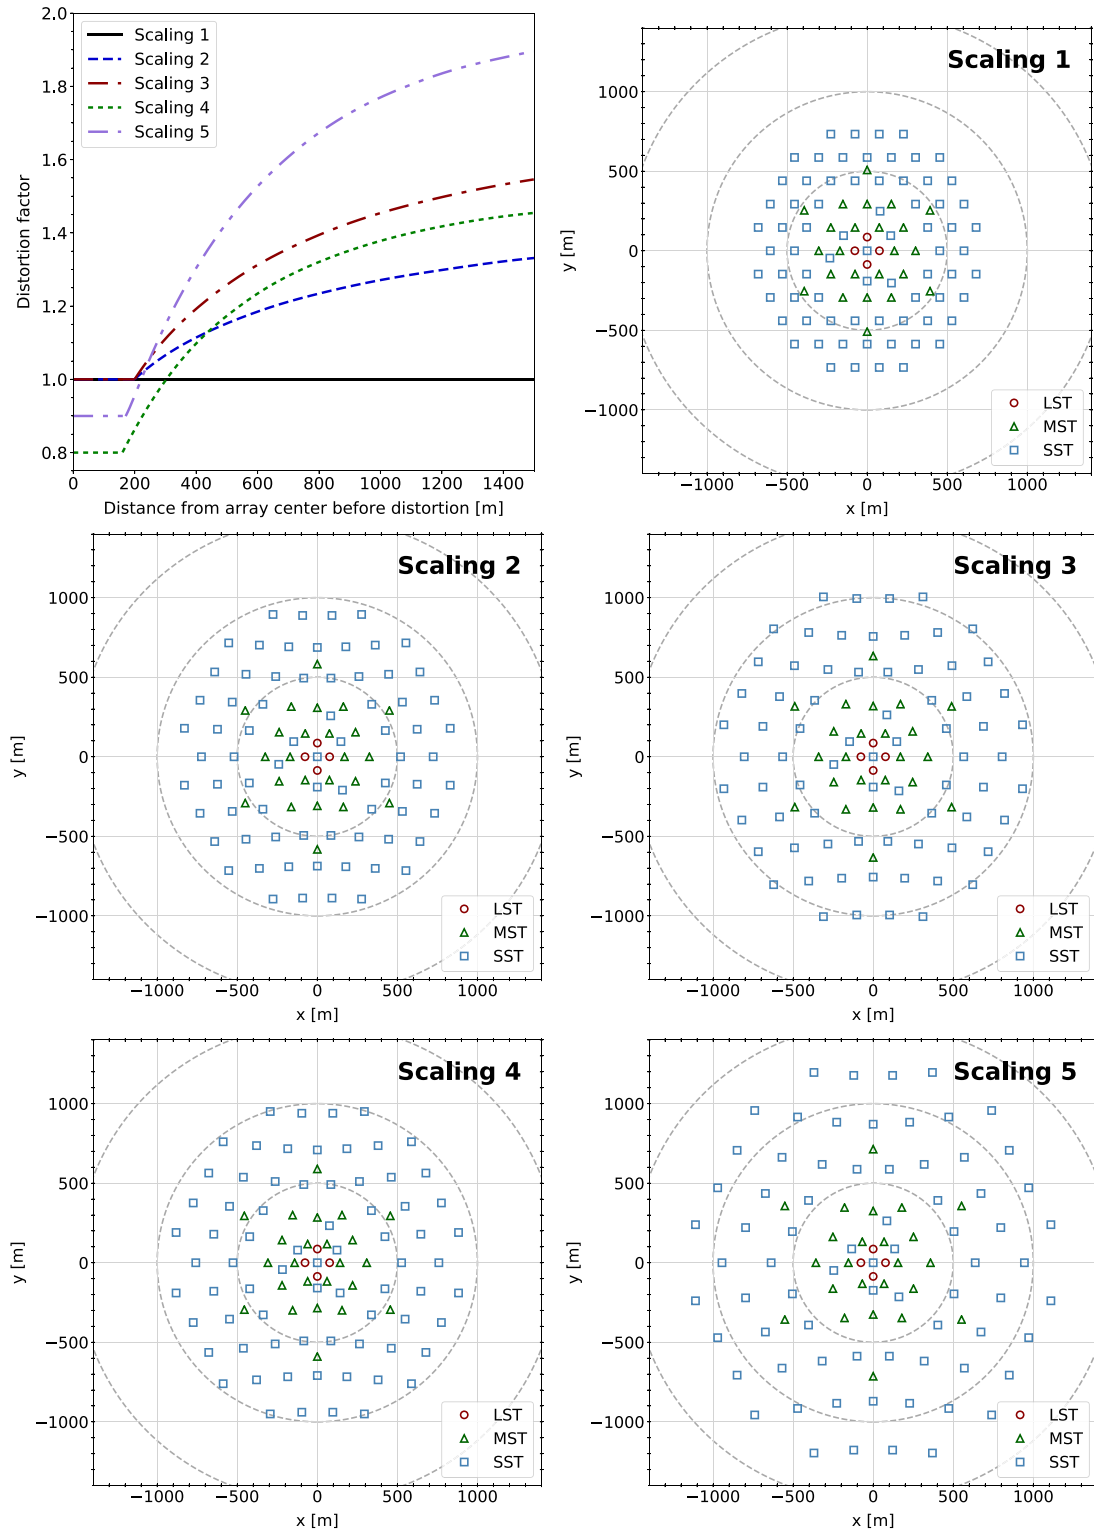 2.0
1.8
1.6
1.4
1.2
1.0
0.8
Distortion factor
Scaling 1
Scaling 2
Scaling 3
Scaling 4
Scaling 5
0 200 400 600 800 1000 1200 1400
Distance from array center before distortion [m]
Scaling 1
1000
500
0
−500
−1000
y [m]
LST
MST
SST
−1000 −500 0 500 1000
x [m]
Scaling 2
1000
500
0
−500
−1000
y [m]
LST
MST
SST
−1000 −500 0 500 1000
x [m]
Scaling 3
1000
500
0
−500
−1000
y [m]
LST
MST
SST
−1000 −500 0 500 1000
x [m]
Scaling 4
1000
500
0
−500
−1000
y [m]
LST
MST
SST
−1000 −500 0 500 1000
x [m]
Scaling 5
1000
500
0
−500
−1000
y [m]
LST
MST
SST
−1000 −500 0 500 1000
x [m]